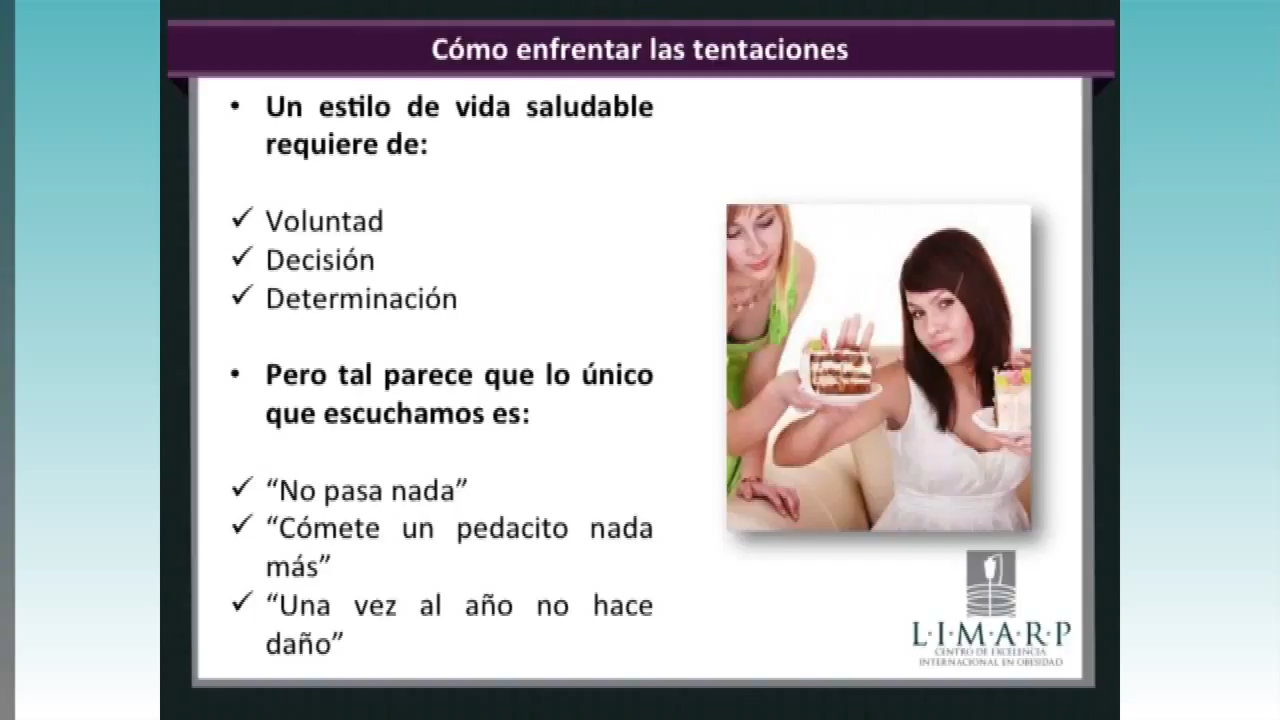 Cómo enfrentar las tentaciones
• Un estilo de vida saludable
requiere de:
✓ Voluntad
✓ Decisión
✓ Determinación
• Pero tal parece que lo único
que escuchamos es:
✓ “No pasa nada”
✓ “Cómete un pedacito nada
más”
✓ “Una vez al año no hace
daño”
L·I·M·A·R·P
CENTRO DE EXCELENCIA
INTERNACIONAL EN OBESIDAD